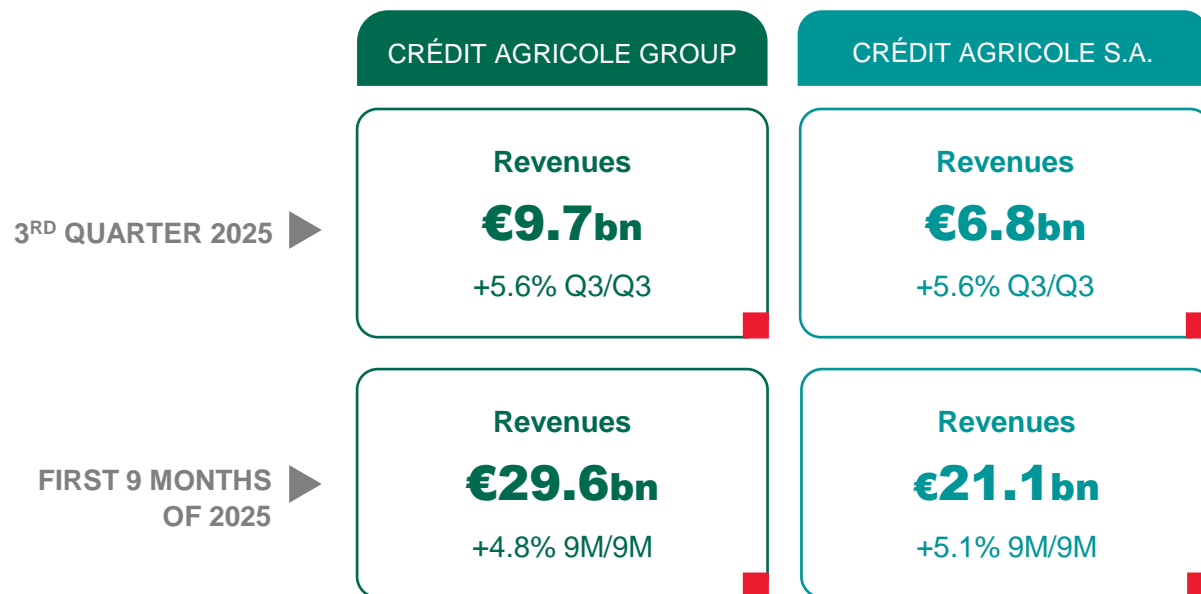 CRÉDIT AGRICOLE GROUP
CRÉDIT AGRICOLE S.A.
3RD QUARTER 2025
Revenues
€9.7bn
+5.6% Q3/Q3
Revenues
€6.8bn
+5.6% Q3/Q3
FIRST 9 MONTHS
OF 2025
Revenues
€29.6bn
+4.8% 9M/9M
Revenues
€21.1bn
+5.1% 9M/9M